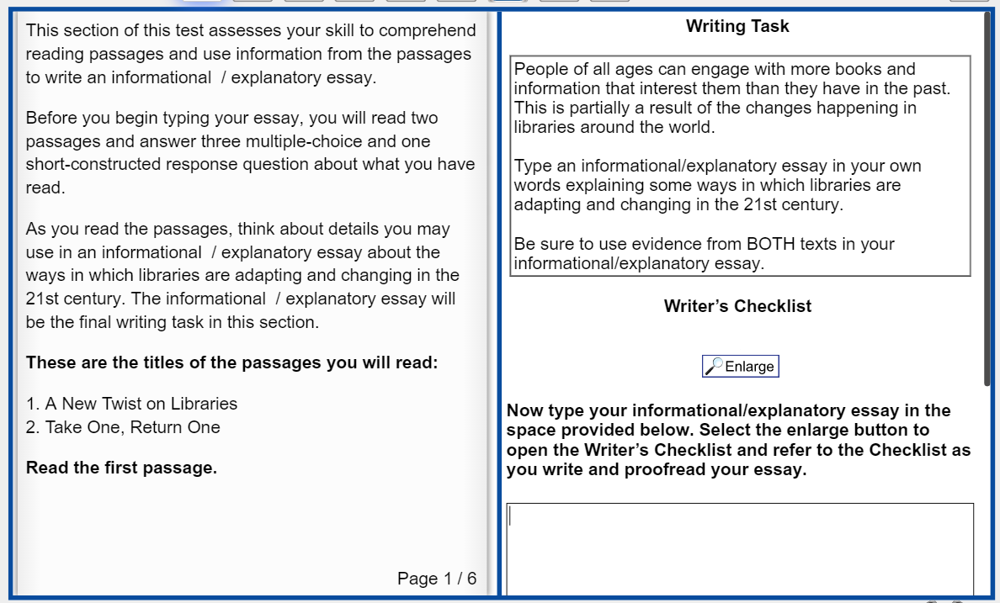 This section of this test assesses your skill to comprehend
reading passages and use information from the passages
to write an informational / explanatory essay.
Before you begin typing your essay, you will read two
passages and answer three multiple-choice and one
short-constructed response question about what you have
read.
As you read the passages, think about details you may
use in an informational / explanatory essay about the
ways in which libraries are adapting and changing in the
21st century. The informational / explanatory essay will
be the final writing task in this section.
These are the titles of the passages you will read:
1. A New Twist on Libraries
2. Take One, Return One
Read the first passage.
Page 1 / 6
Writing Task
People of all ages can engage with more books and
information that interest them than they have in the past.
This is partially a result of the changes happening in
libraries around the world.
Type an informational/explanatory essay in your own
words explaining some ways in which libraries are
adapting and changing in the 21st century.
Be sure to use evidence from BOTH texts in your
informational/explanatory essay.
Writer's Checklist
Enlarge
Now type your informational/explanatory essay in the
space provided below. Select the enlarge button to
open the Writer's Checklist and refer to the Checklist as
you write and proofread your essay.